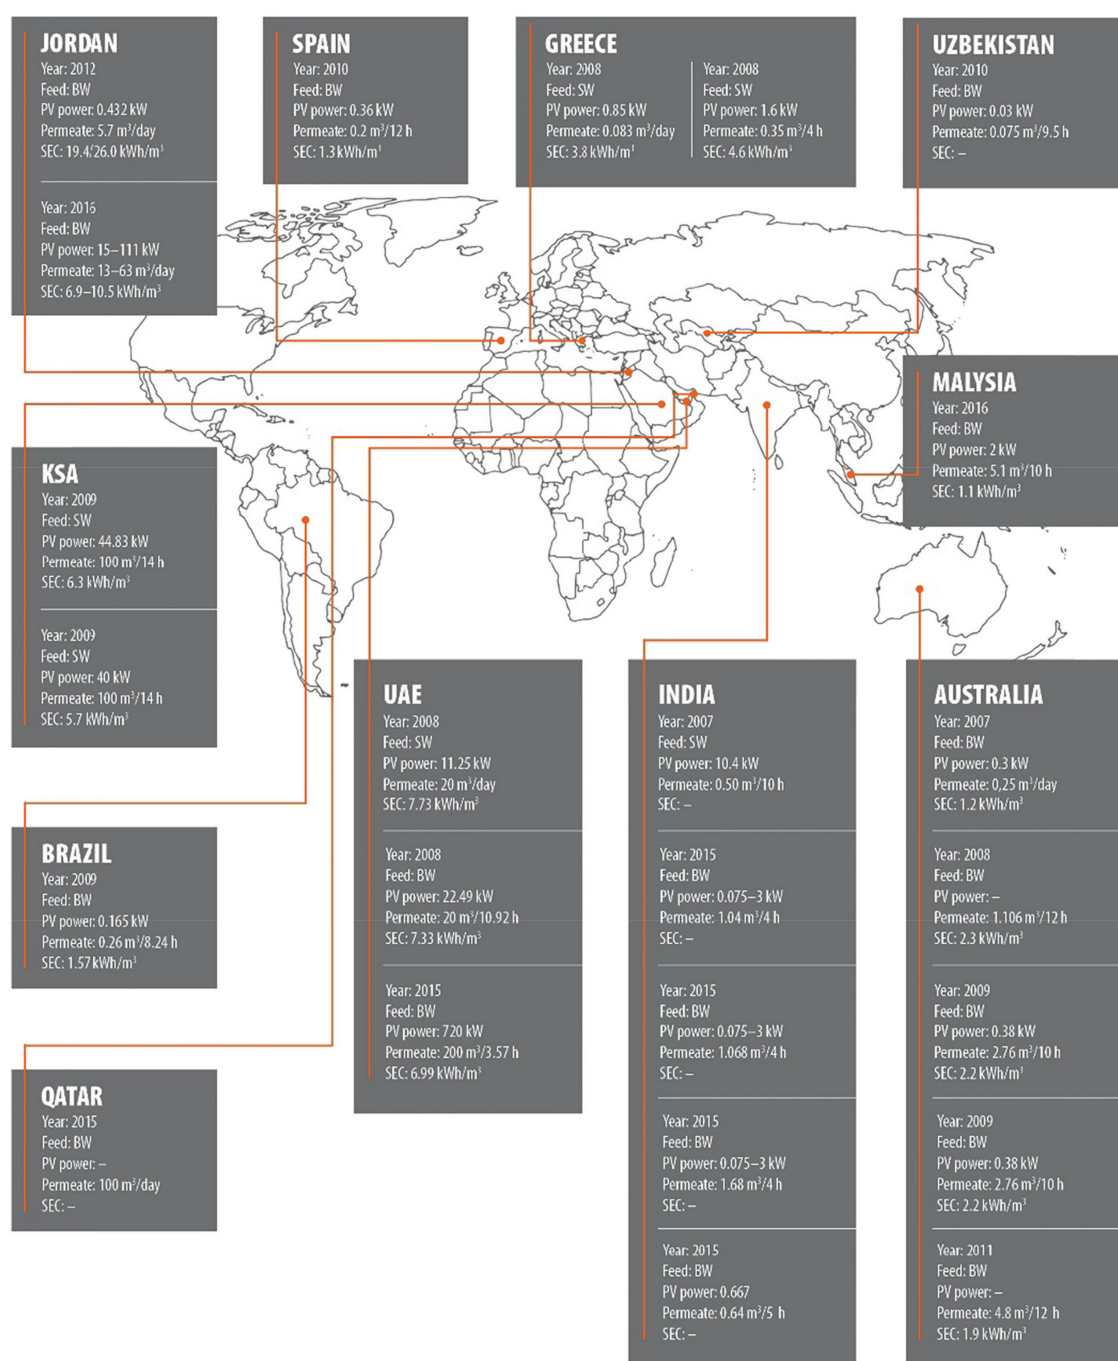 JORDAN
Year: 2012
Feed: BW
PV power: 0.432 kW
Permeate: 5.7 m³/day
SEC: 19.4/26.0 kWh/m³
Year: 2016
Feed: BW
PV power: 15–111 kW
Permeate: 13–63 m³/day
SEC: 6.9–10.5 kWh/m³
SPAIN
Year: 2010
Feed: BW
PV power: 0.36 kW
Permeate: 0.2 m³/12 h
SEC: 1.3 kWh/m³
GREECE
Year: 2008
Feed: SW
PV power: 0.85 kW
Permeate: 0.083 m³/day
SEC: 3.8 kWh/m³
Year: 2008
Feed: SW
PV power: 1.6 kW
Permeate: 0.35 m³/4 h
SEC: 4.6 kWh/m³
UZBEKISTAN
Year: 2010
Feed: BW
PV power: 0.03 kW
Permeate: 0.075 m³/9.5 h
SEC: –
MALYSIA
Year: 2016
Feed: BW
PV power: 2 kW
Permeate: 5.1 m³/10 h
SEC: 1.1 kWh/m³
KSA
Year: 2009
Feed: SW
PV power: 44.83 kW
Permeate: 100 m³/14 h
SEC: 6.3 kWh/m³
Year: 2009
Feed: SW
PV power: 40 kW
Permeate: 100 m³/14 h
SEC: 5.7 kWh/m³
BRAZIL
Year: 2009
Feed: BW
PV power: 0.165 kW
Permeate: 0.26 m³/8.24 h
SEC: 1.57 kWh/m³
QATAR
Year: 2015
Feed: BW
PV power: –
Permeate: 100 m³/day
SEC: –
UAE
Year: 2008
Feed: SW
PV power: 11.25 kW
Permeate: 20 m³/day
SEC: 7.73 kWh/m³
Year: 2008
Feed: BW
PV power: 22.49 kW
Permeate: 20 m³/10.92 h
SEC: 7.33 kWh/m³
Year: 2015
Feed: BW
PV power: 720 kW
Permeate: 200 m³/3.57 h
SEC: 6.99 kWh/m³
INDIA
Year: 2007
Feed: SW
PV power: 10.4 kW
Permeate: 0.50 m³/10 h
SEC: –
Year: 2015
Feed: BW
PV power: 0.075–3 kW
Permeate: 1.04 m³/4 h
SEC: –
Year: 2015
Feed: BW
PV power: 0.075–3 kW
Permeate: 1.068 m³/4 h
SEC: –
Year: 2015
Feed: BW
PV power: 0.075–3 kW
Permeate: 1.68 m³/4 h
SEC: –
Year: 2015
Feed: BW
PV power: 0.667
Permeate: 0.64 m³/5 h
SEC: –
AUSTRALIA
Year: 2007
Feed: BW
PV power: 0.3 kW
Permeate: 0,25 m³/day
SEC: 1.2 kWh/m³
Year: 2008
Feed: BW
PV power: –
Permeate: 1.106 m³/12 h
SEC: 2.3 kWh/m³
Year: 2009
Feed: BW
PV power: 0.38 kW
Permeate: 2.76 m³/10 h
SEC: 2.2 kWh/m³
Year: 2009
Feed: BW
PV power: 0.38 kW
Permeate: 2.76 m³/10 h
SEC: 2.2 kWh/m³
Year: 2011
Feed: BW
PV power: –
Permeate: 4.8 m³/12 h
SEC: 1.9 kWh/m³